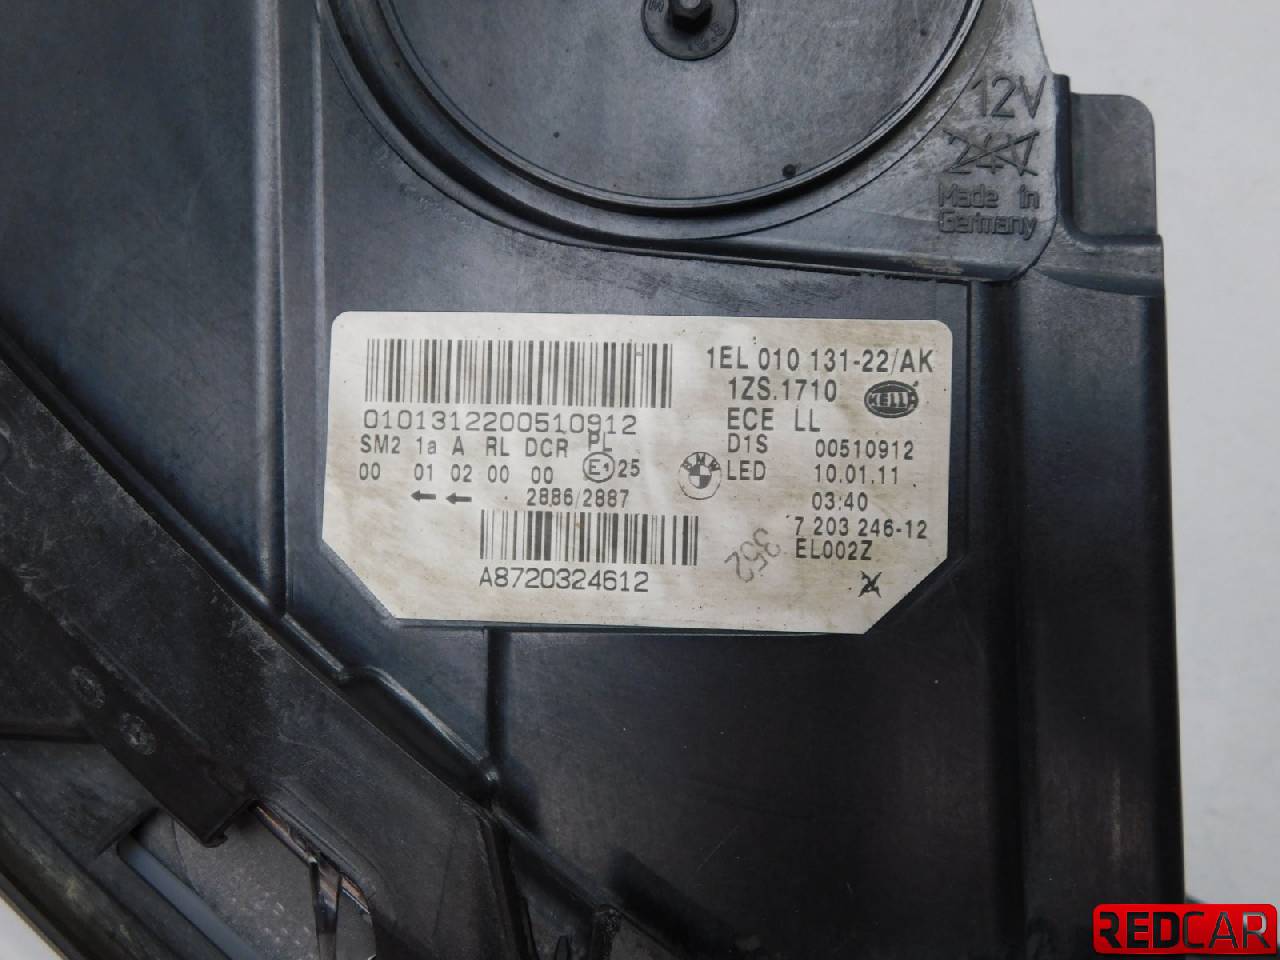 12V
24V
Made in
Germany
H
0101312200510912
SM2 1a A RL DCR PL
00 01 02 00 00 E1 25
2886/2887
A8720324612
1EL 010 131-22/AK
1ZS.1710
HELLA
ECE LL
D1S 00510912
BMW
LED 10.01.11
03:40
7 203 246-12
EL002Z
352
REDCAR